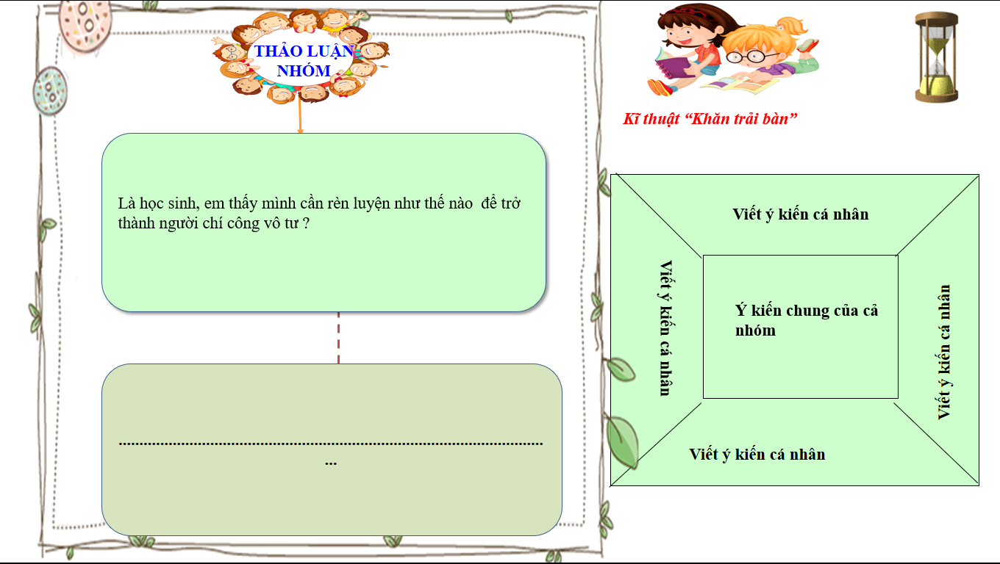 THẢO LUẬN
NHÓM
Là học sinh, em thấy mình cần rèn luyện như thế nào để trở
thành người chí công vô tư ?
.......................................................................................................
...
Kĩ thuật “Khăn trải bàn”
Viết ý kiến cá nhân
Viết ý kiến cá nhân
Ý kiến chung của cả
nhóm
Viết ý kiến cá nhân
Viết ý kiến cá nhân